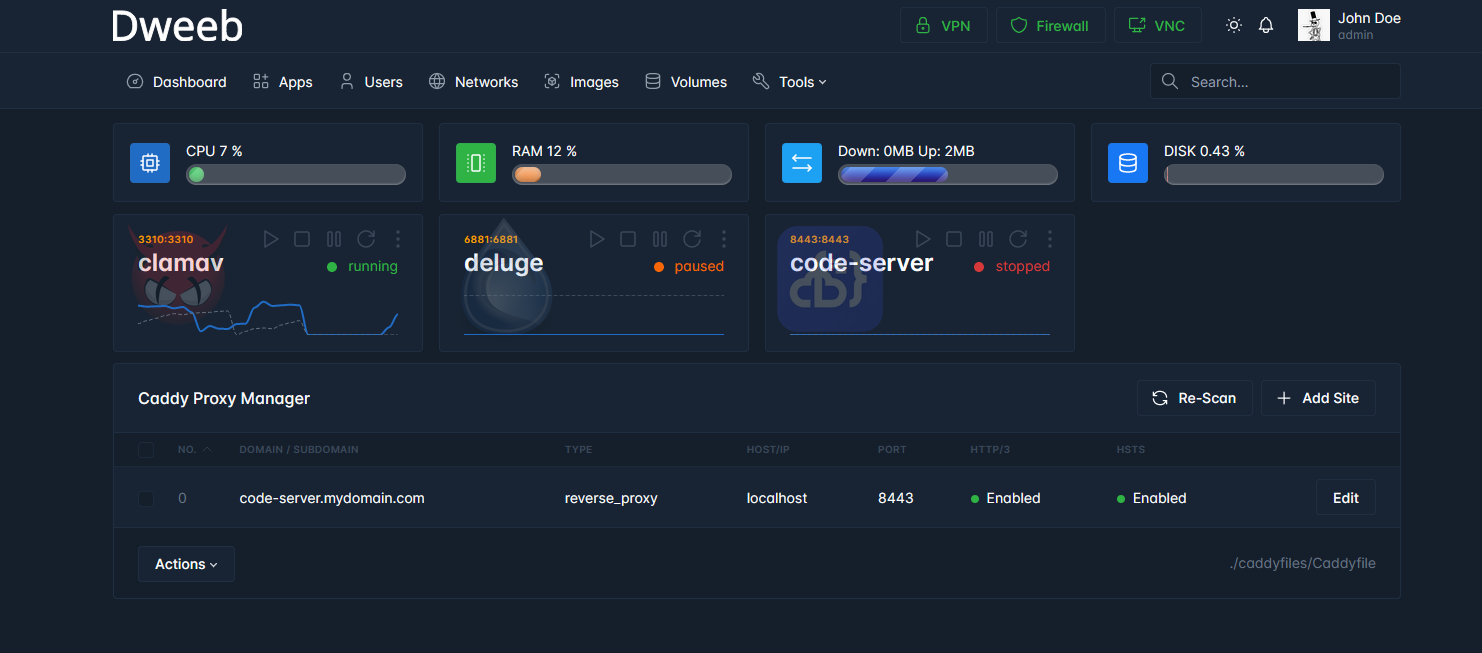 Dweeb
VPN
Firewall
VNC
John Doe
admin
Dashboard
Apps
Users
Networks
Images
Volumes
Tools
Search…
CPU 7 %
RAM 12 %
Down: 0MB Up: 2MB
DISK 0.43 %
3310:3310
clamav
running
6881:6881
deluge
paused
8443:8443
code-server
stopped
Caddy Proxy Manager
Re-Scan
Add Site
NO. DOMAIN / SUBDOMAIN TYPE HOST/IP PORT HTTP/3 HSTS
0 code-server.mydomain.com reverse_proxy localhost 8443 Enabled Enabled Edit
Actions
./caddyfiles/Caddyfile